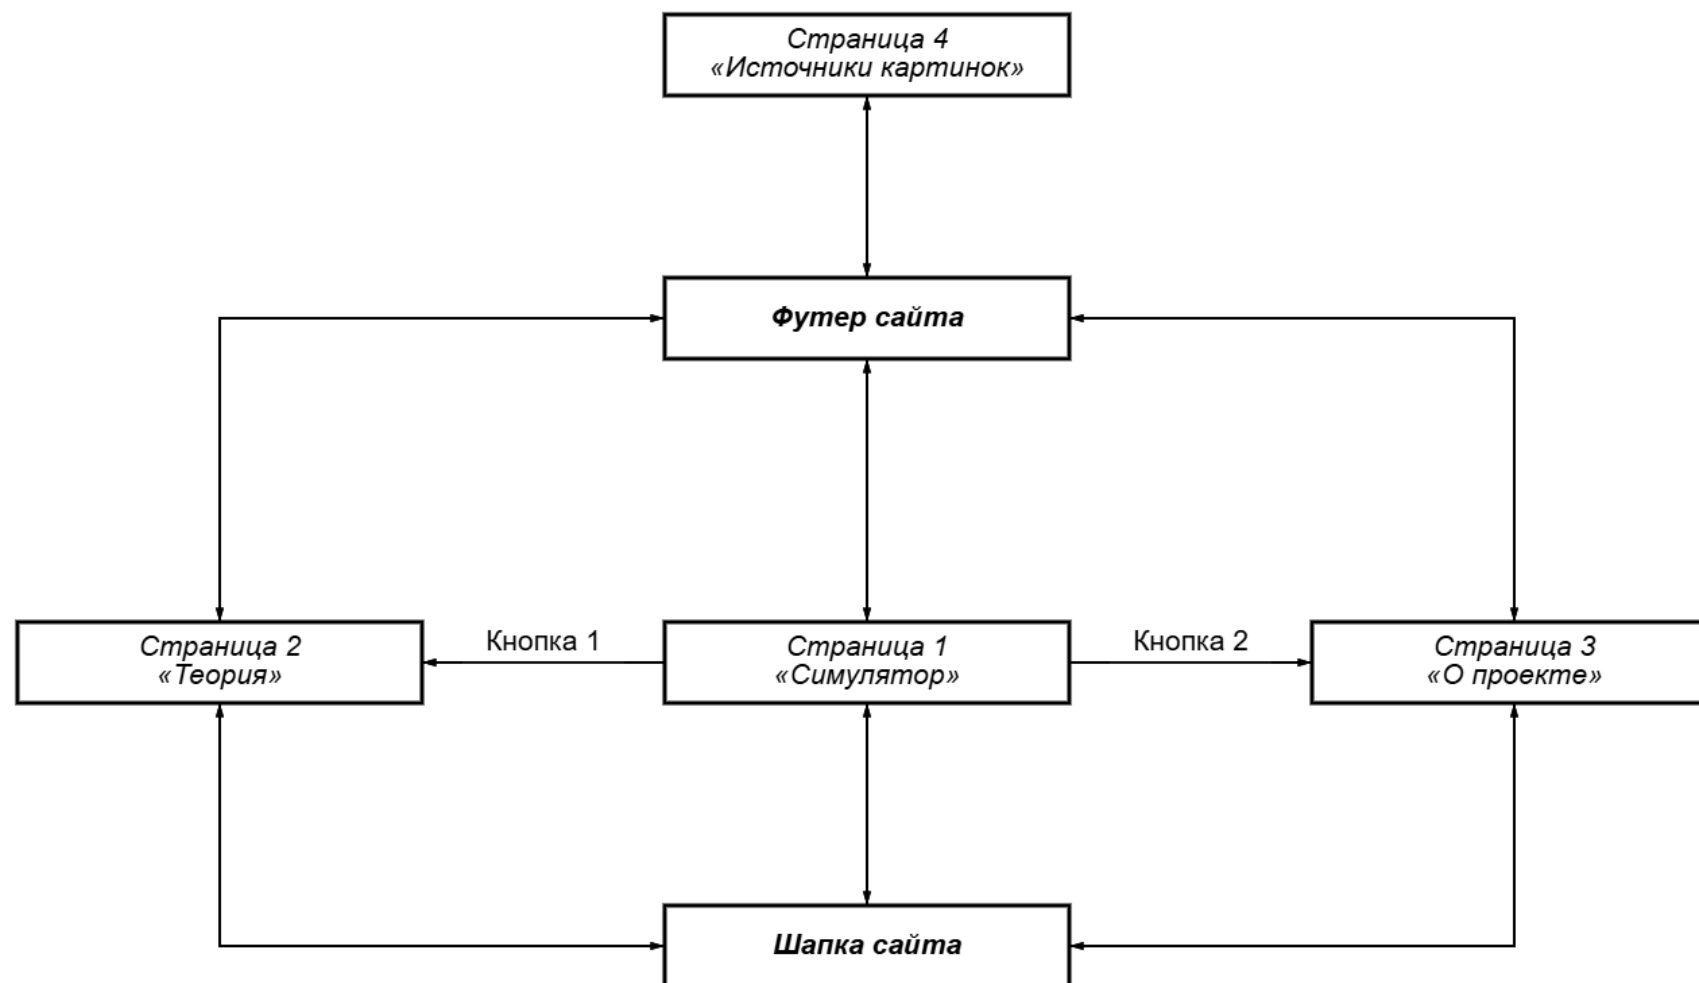 Страница 4
«Источники картинок»
Футер сайта
Страница 2
«Теория»
Кнопка 1
Страница 1
«Симулятор»
Кнопка 2
Страница 3
«О проекте»
Шапка сайта